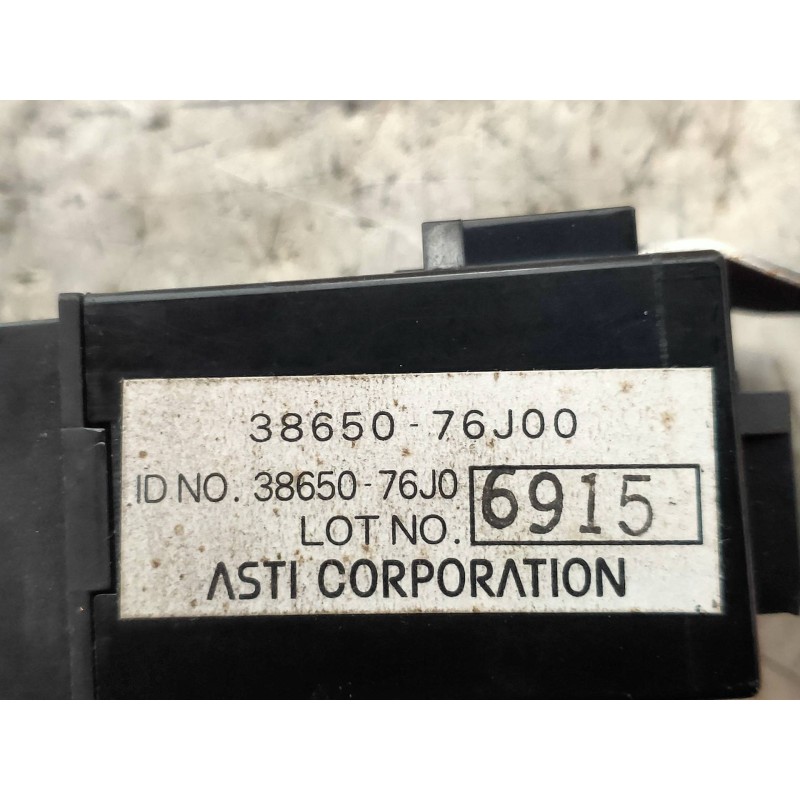 38650-76J00
ID NO. 38650-76J0
LOT NO. 6915
ASTI CORPORATION